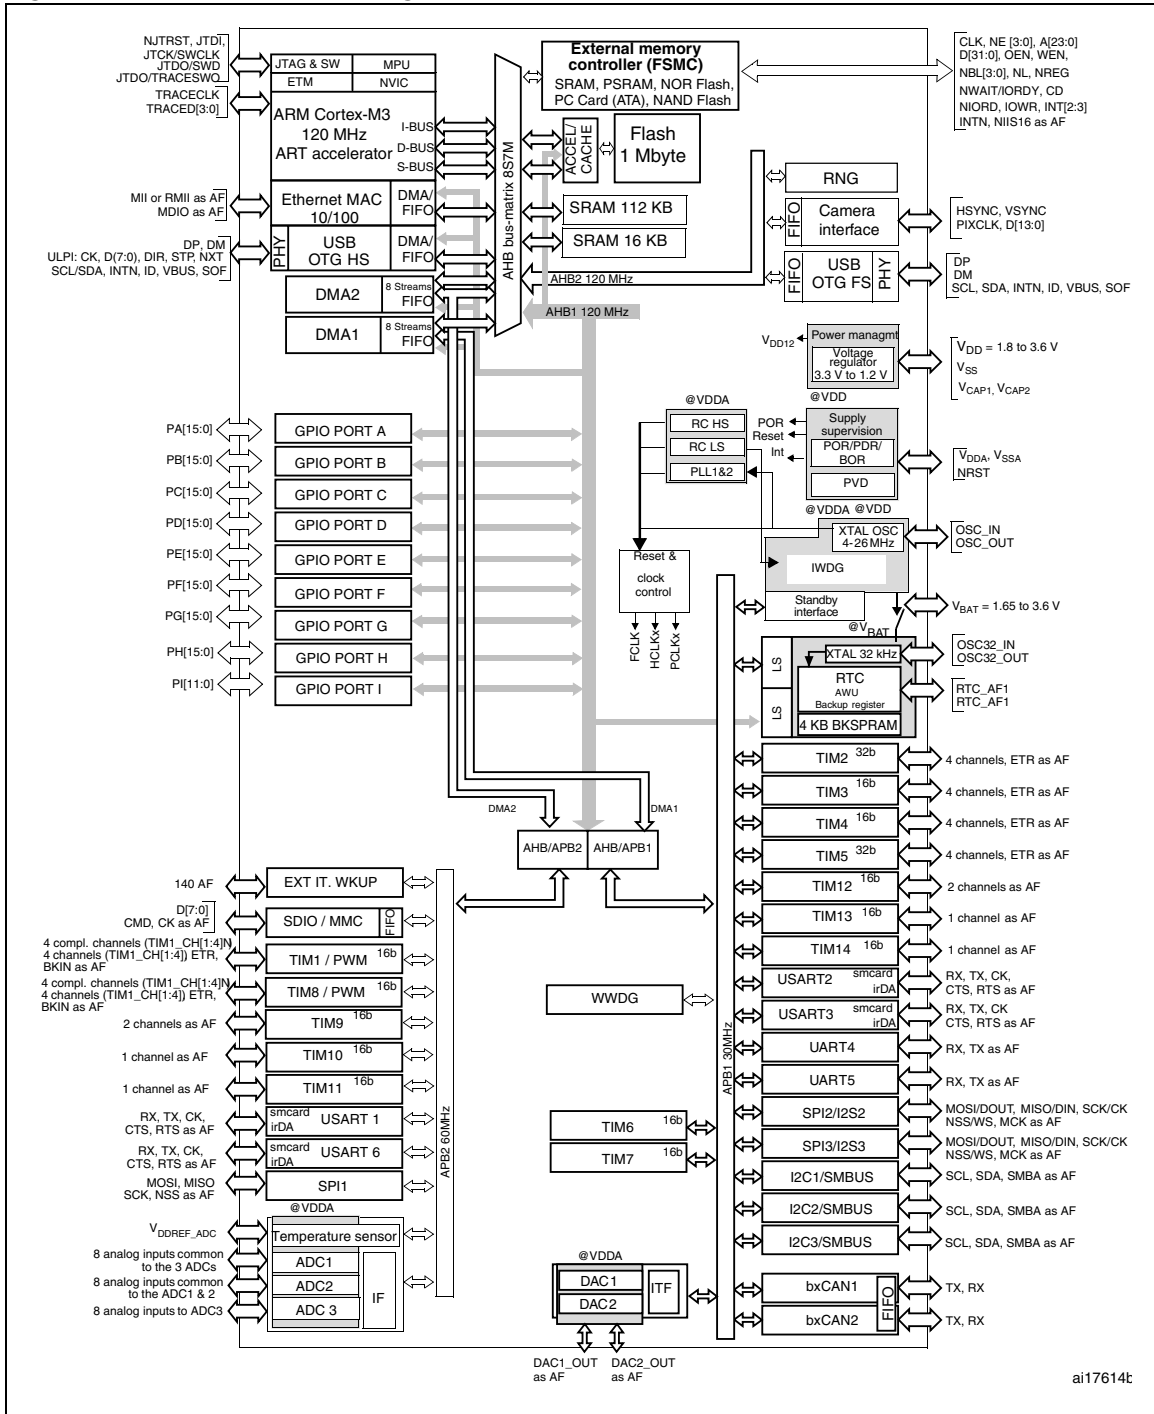 NJTRST, JTDI,
JTCK/SWCLK
JTDO/SWD
JTDO/TRACESWO
TRACECLK
TRACED[3:0]
JTAG & SW
MPU
ETM
NVIC
ARM Cortex-M3
120 MHz
ART accelerator
I-BUS
D-BUS
S-BUS
MII or RMII as AF
MDIO as AF
Ethernet MAC
10/100
DMA/
FIFO
DP, DM
ULPI: CK, D(7:0), DIR, STP, NXT
SCL/SDA, INTN, ID, VBUS, SOF
PHY
USB
OTG HS
DMA/
FIFO
DMA2
8 Streams
FIFO
DMA1
8 Streams
FIFO
AHB bus-matrix 8S7M
External memory
controller (FSMC)
SRAM, PSRAM, NOR Flash,
PC Card (ATA), NAND Flash
CLK, NE [3:0], A[23:0]
D[31:0], OEN, WEN,
NBL[3:0], NL, NREG
NWAIT/IORDY, CD
NIORD, IOWR, INT[2:3]
INTN, NIIS16 as AF
ACCEL/
CACHE
Flash
1 Mbyte
SRAM 112 KB
SRAM 16 KB
AHB2 120 MHz
AHB1 120 MHz
RNG
FIFO
Camera
interface
HSYNC, VSYNC
PIXCLK, D[13:0]
FIFO
USB
OTG FS
PHY
DP
DM
SCL, SDA, INTN, ID, VBUS, SOF
VDD12
Power managmt
Voltage
regulator
3.3 V to 1.2 V
@VDD
VDD = 1.8 to 3.6 V
VSS
VCAP1, VCAP2
@VDDA
RC HS
RC LS
PLL1&2
POR
Reset
Int
Supply
supervision
POR/PDR/
BOR
PVD
VDDA, VSSA
NRST
@VDDA @VDD
XTAL OSC
4-26MHz
OSC_IN
OSC_OUT
IWDG
Reset &
clock
control
FCLK
HCLKx
PCLKx
Standby
interface
VBAT = 1.65 to 3.6 V
@VBAT
LS
LS
XTAL 32 kHz
OSC32_IN
OSC32_OUT
RTC
AWU
Backup register
RTC_AF1
RTC_AF1
4 KB BKSPRAM
PA[15:0]
GPIO PORT A
PB[15:0]
GPIO PORT B
PC[15:0]
GPIO PORT C
PD[15:0]
GPIO PORT D
PE[15:0]
GPIO PORT E
PF[15:0]
GPIO PORT F
PG[15:0]
GPIO PORT G
PH[15:0]
GPIO PORT H
PI[11:0]
GPIO PORT I
DMA2
DMA1
AHB/APB2
AHB/APB1
140 AF
EXT IT. WKUP
D[7:0]
CMD, CK as AF
SDIO / MMC
FIFO
4 compl. channels (TIM1_CH[1:4]N
4 channels (TIM1_CH[1:4]) ETR,
BKIN as AF
TIM1 / PWM
16b
4 compl. channels (TIM1_CH[1:4]N
4 channels (TIM1_CH[1:4]) ETR,
BKIN as AF
TIM8 / PWM
16b
2 channels as AF
TIM9
16b
1 channel as AF
TIM10
16b
1 channel as AF
TIM11
16b
RX, TX, CK,
CTS, RTS as AF
smcard
irDA
USART 1
RX, TX, CK,
CTS, RTS as AF
smcard
irDA
USART 6
MOSI, MISO
SCK, NSS as AF
SPI1
@VDDA
VDDREF_ADC
Temperature sensor
8 analog inputs common
to the 3 ADCs
ADC1
8 analog inputs common
to the ADC1 & 2
ADC2
8 analog inputs to ADC3
ADC 3
IF
APB2 60MHz
WWDG
TIM6
16b
TIM7
16b
@VDDA
DAC1
DAC2
ITF
DAC1_OUT
as AF
DAC2_OUT
as AF
APB1 30MHz
TIM2
32b
4 channels, ETR as AF
TIM3
16b
4 channels, ETR as AF
TIM4
16b
4 channels, ETR as AF
TIM5
32b
4 channels, ETR as AF
TIM12
16b
2 channels as AF
TIM13
16b
1 channel as AF
TIM14
16b
1 channel as AF
USART2
smcard
irDA
RX, TX, CK,
CTS, RTS as AF
USART3
smcard
irDA
RX, TX, CK
CTS, RTS as AF
UART4
RX, TX as AF
UART5
RX, TX as AF
SPI2/I2S2
MOSI/DOUT, MISO/DIN, SCK/CK
NSS/WS, MCK as AF
SPI3/I2S3
MOSI/DOUT, MISO/DIN, SCK/CK
NSS/WS, MCK as AF
I2C1/SMBUS
SCL, SDA, SMBA as AF
I2C2/SMBUS
SCL, SDA, SMBA as AF
I2C3/SMBUS
SCL, SDA, SMBA as AF
bxCAN1
TX, RX
bxCAN2
TX, RX
FIFO
ai17614b